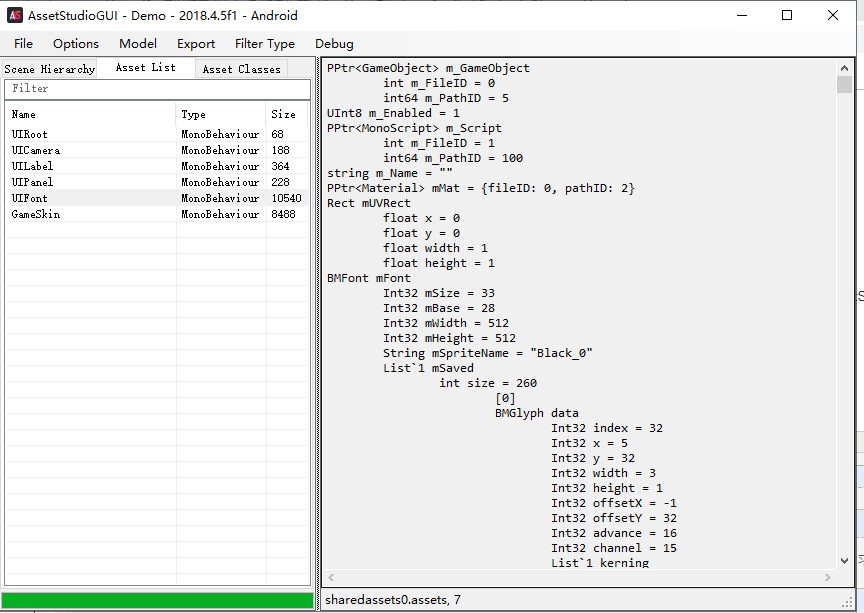 AssetStudioGUI - Demo - 2018.4.5f1 - Android
File Options Model Export Filter Type Debug
Scene Hierarchy Asset List Asset Classes
Filter
Name Type Size
UIRoot MonoBehaviour 68
UICamera MonoBehaviour 188
UILabel MonoBehaviour 364
UIPanel MonoBehaviour 228
UIFont MonoBehaviour 10540
GameSkin MonoBehaviour 8488
PPtr<GameObject> m_GameObject
int m_FileID = 0
int64 m_PathID = 5
UInt8 m_Enabled = 1
PPtr<MonoScript> m_Script
int m_FileID = 1
int64 m_PathID = 100
string m_Name = ""
PPtr<Material> mMat = {fileID: 0, pathID: 2}
Rect mUVRect
float x = 0
float y = 0
float width = 1
float height = 1
BMFont mFont
Int32 mSize = 33
Int32 mBase = 28
Int32 mWidth = 512
Int32 mHeight = 512
String mSpriteName = "Black_0"
List`1 mSaved
int size = 260
[0]
BMGlyph data
Int32 index = 32
Int32 x = 5
Int32 y = 32
Int32 width = 3
Int32 height = 1
Int32 offsetX = -1
Int32 offsetY = 32
Int32 advance = 16
Int32 channel = 15
List`1 kerning
sharedassets0.assets, 7